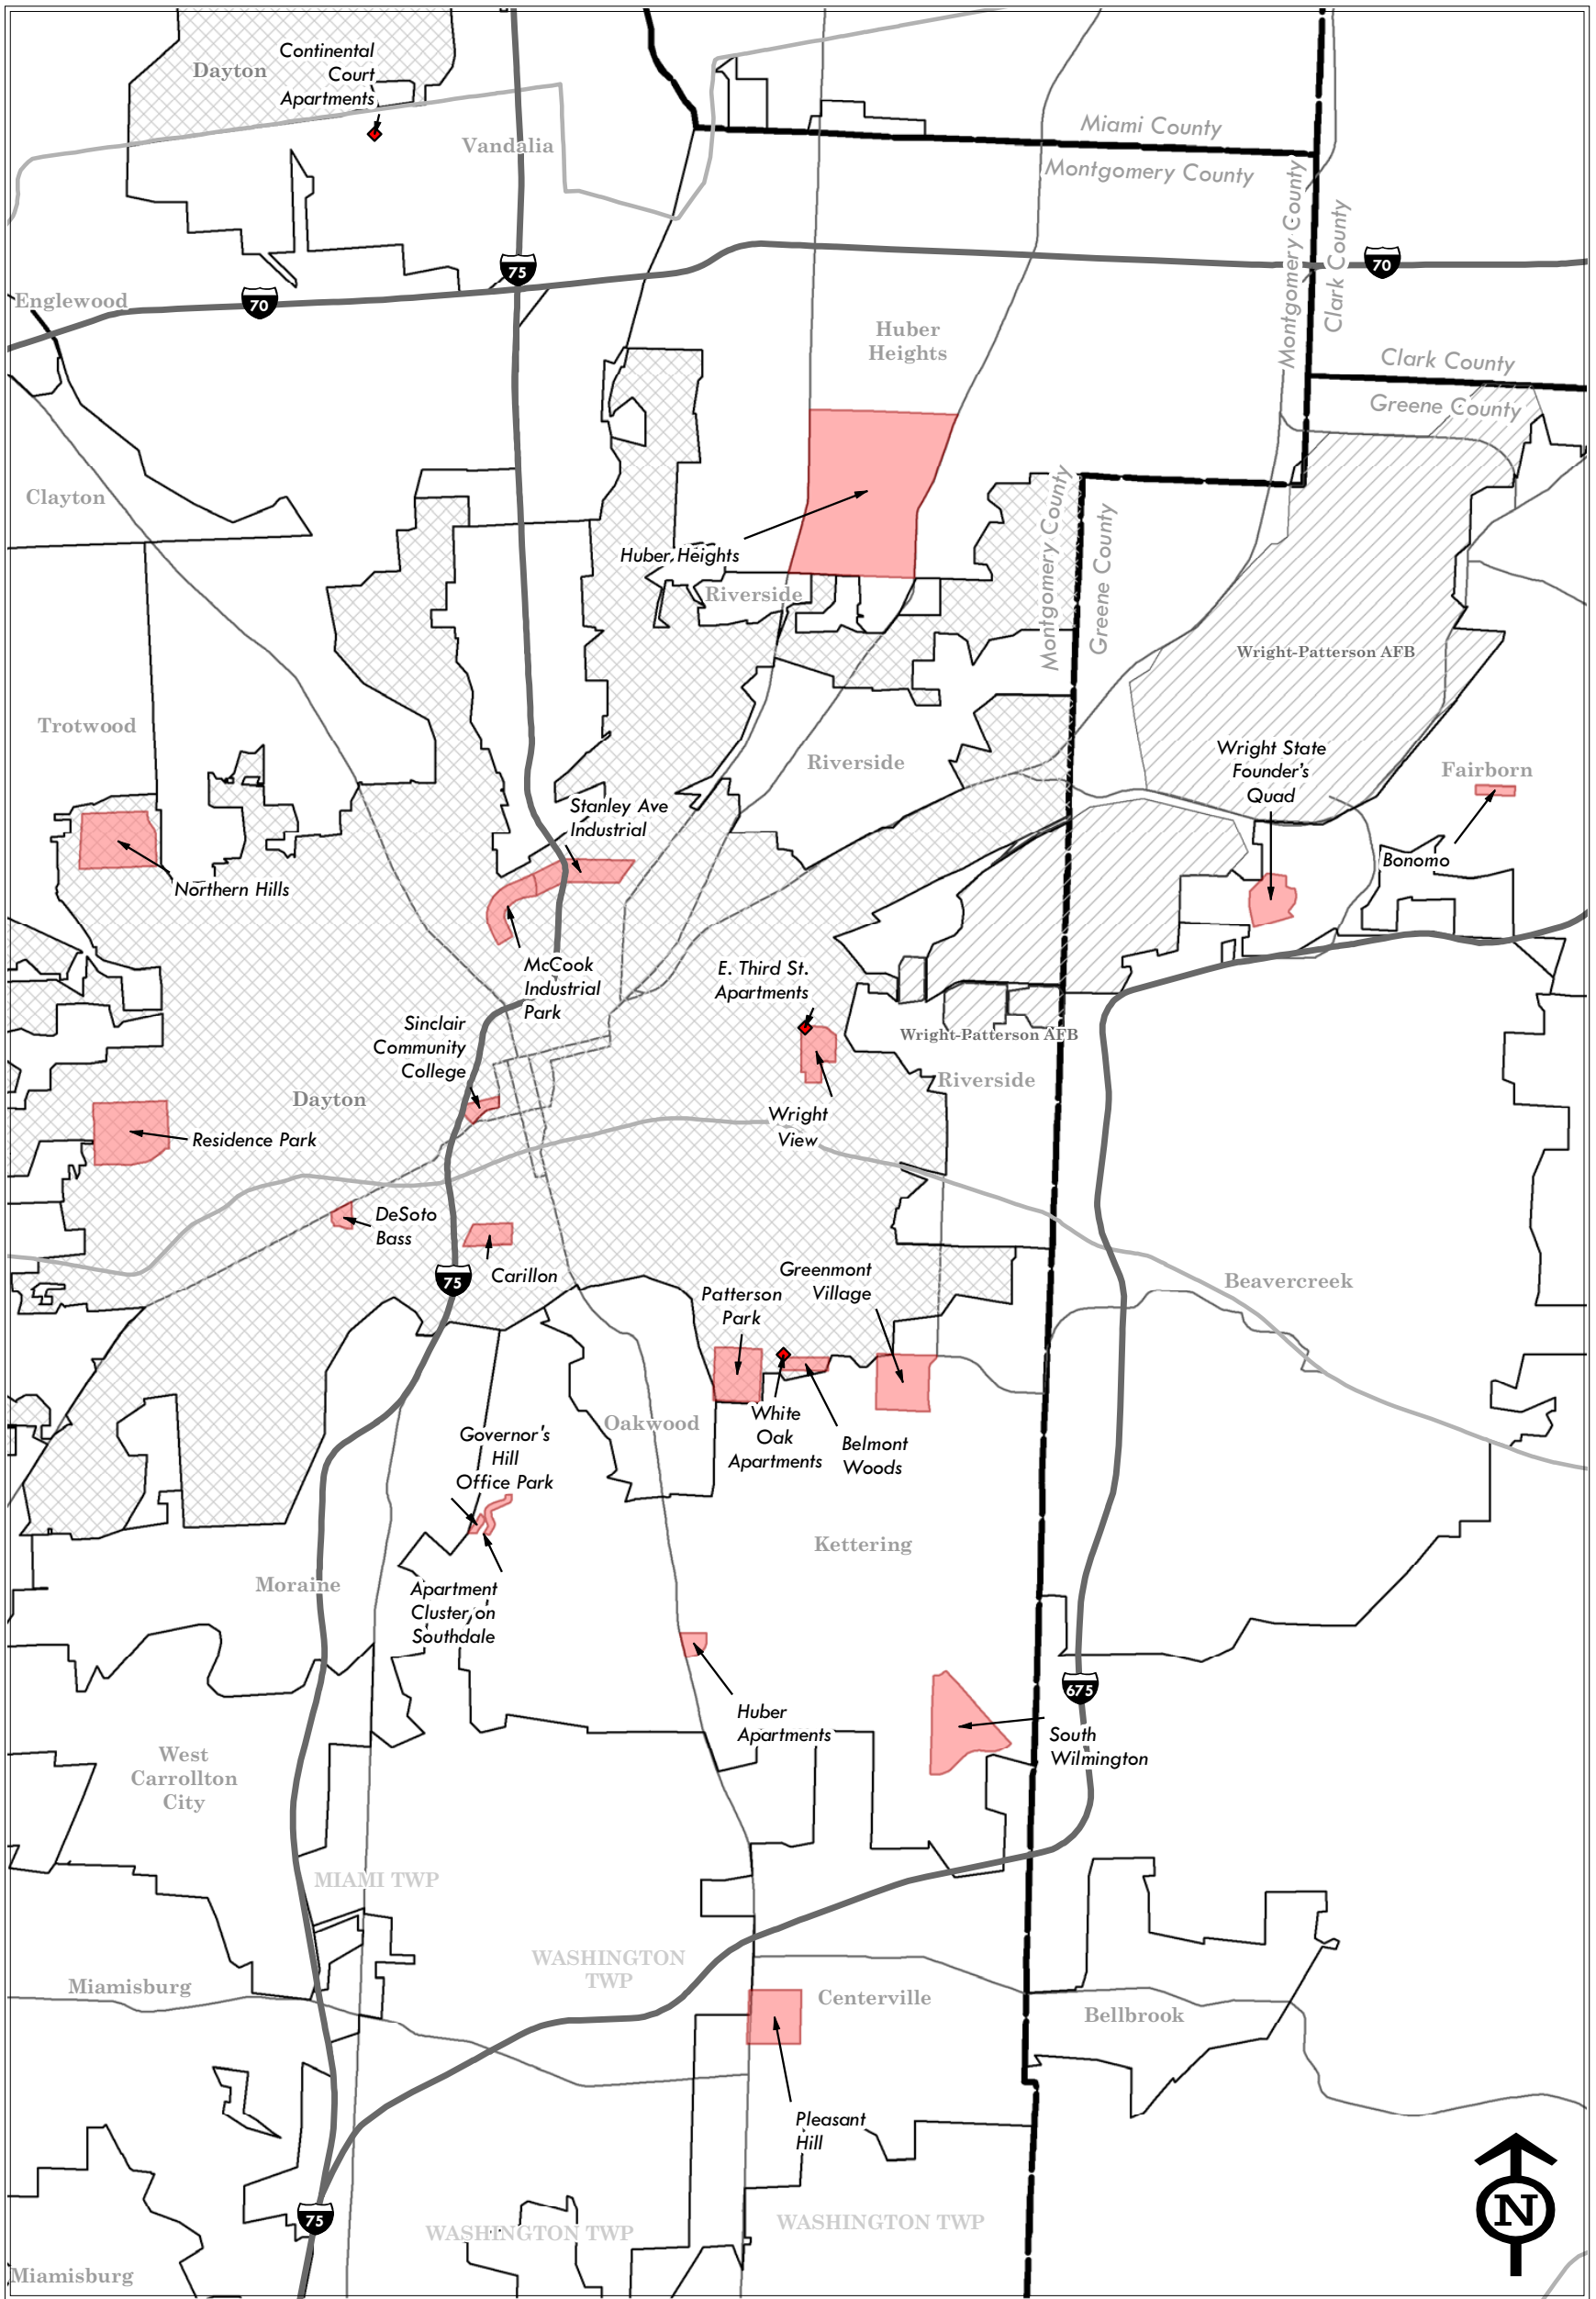 Continental
Court
Apartments
Dayton
Vandalia
Miami County
Montgomery County
Montgomery County
Clark County
75
70
70
Englewood
Huber
Heights
Clark County
Greene County
Clayton
Montgomery County
Greene County
Huber Heights
Riverside
Wright-Patterson AFB
Trotwood
Riverside
Wright State
Founder's
Quad
Fairborn
Stanley Ave
Industrial
Bonomo
Northern Hills
McCook
Industrial
Park
E. Third St.
Apartments
Sinclair
Community
College
Wright-Patterson AFB
Riverside
Dayton
Wright
View
Residence Park
DeSoto
Bass
Carillon
75
Greenmont
Village
Beavercreek
Patterson
Park
Oakwood
White
Oak
Apartments
Belmont
Woods
Governor's
Hill
Office Park
Kettering
Moraine
Apartment
Cluster on
Southdale
675
Huber
Apartments
South
Wilmington
West
Carrollton
City
MIAMI TWP
WASHINGTON
TWP
Miamisburg
Centerville
Bellbrook
Pleasant
Hill
75
WASHINGTON TWP
WASHINGTON TWP
Miamisburg
N